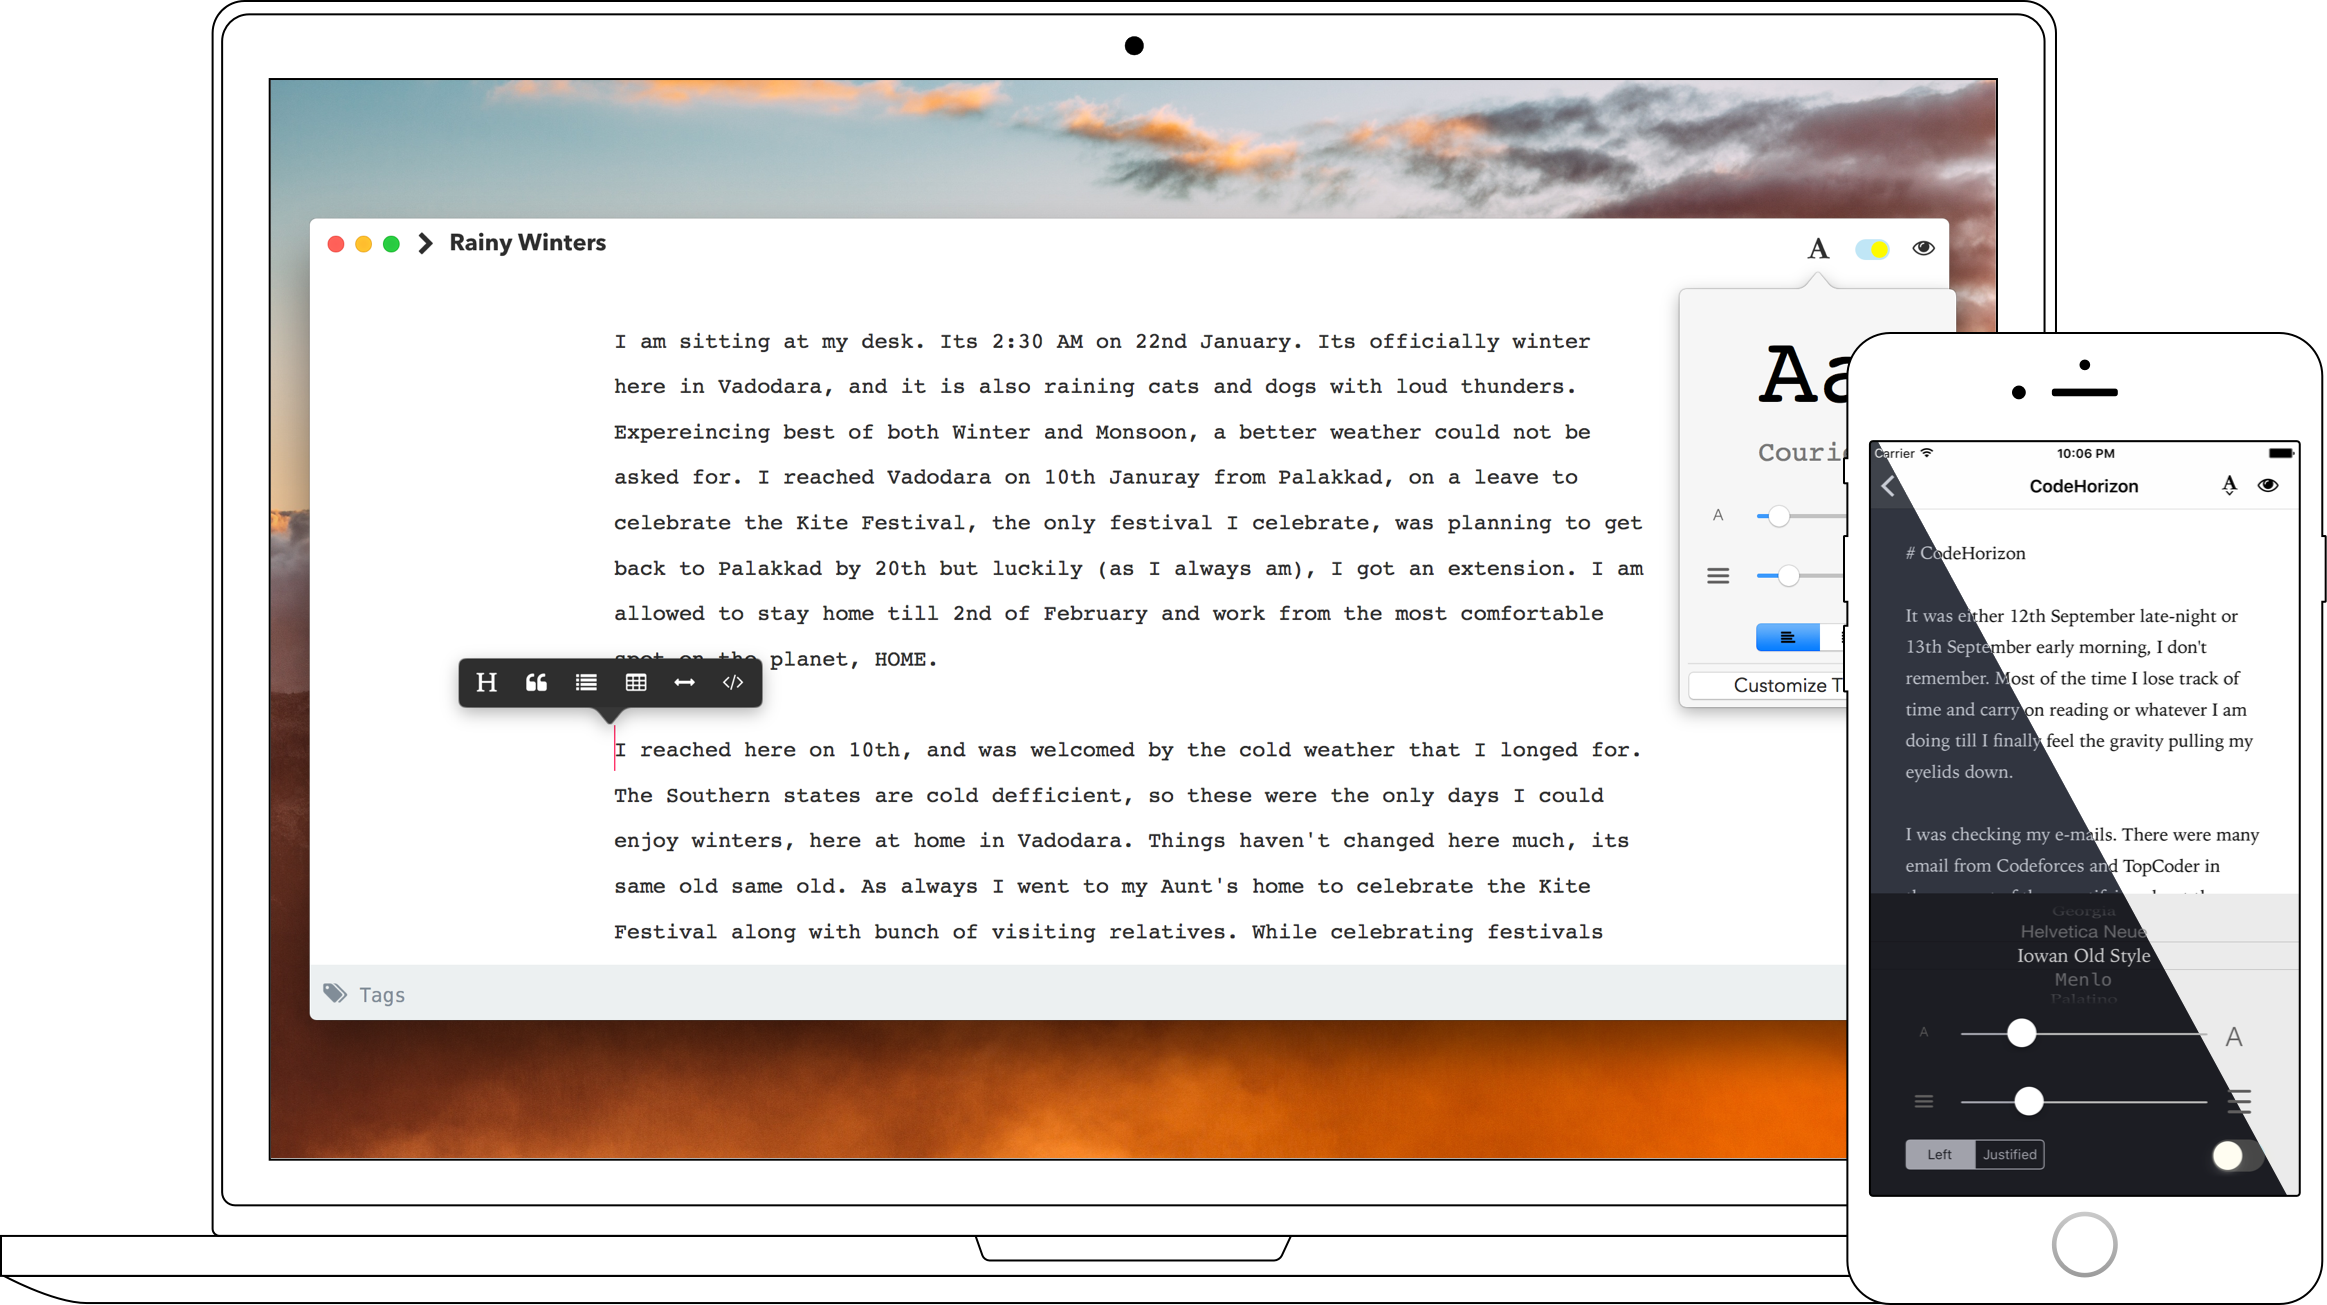 Rainy Winters
A
I am sitting at my desk. Its 2:30 AM on 22nd January. Its officially winter
here in Vadodara, and it is also raining cats and dogs with loud thunders.
Expereincing best of both Winter and Monsoon, a better weather could not be
asked for. I reached Vadodara on 10th Januray from Palakkad, on a leave to
celebrate the Kite Festival, the only festival I celebrate, was planning to get
back to Palakkad by 20th but luckily (as I always am), I got an extension. I am
allowed to stay home till 2nd of February and work from the most comfortable
spot on the planet, HOME.
H
I reached here on 10th, and was welcomed by the cold weather that I longed for.
The Southern states are cold defficient, so these were the only days I could
enjoy winters, here at home in Vadodara. Things haven't changed here much, its
same old same old. As always I went to my Aunt's home to celebrate the Kite
Festival along with bunch of visiting relatives. While celebrating festivals
Tags
Aa
Couri
A
Customize T
Carrier 10:06 PM
CodeHorizon
A
# CodeHorizon
It was either 12th September late-night or
13th September early morning, I don't
remember. Most of the time I lose track of
time and carry on reading or whatever I am
doing till I finally feel the gravity pulling my
eyelids down.
I was checking my e-mails. There were many
email from Codeforces and TopCoder in
Georgia
Helvetica Neue
Iowan Old Style
Menlo
Palatino
A A
Left Justified